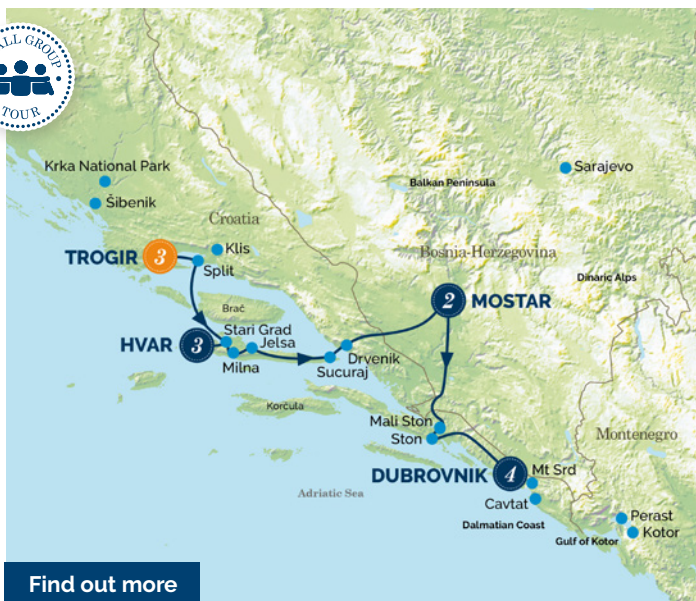 ALL GROUP
TOUR
Krka National Park
Šibenik
Sarajevo
Balkan Peninsula
Croatia
Klis
TROGIR 3
Split
Bosnia-Herzegovina
Dinaric Alps
2 MOSTAR
Brač
Stari Grad
HVAR 3
Jelsa
Milna
Drvenik
Sucuraj
Korčula
Mali Ston
Ston
Montenegro
DUBROVNIK 4
Mt Srd
Adriatic Sea
Cavtat
Dalmatian Coast
Perast
Kotor
Gulf of Kotor
Find out more